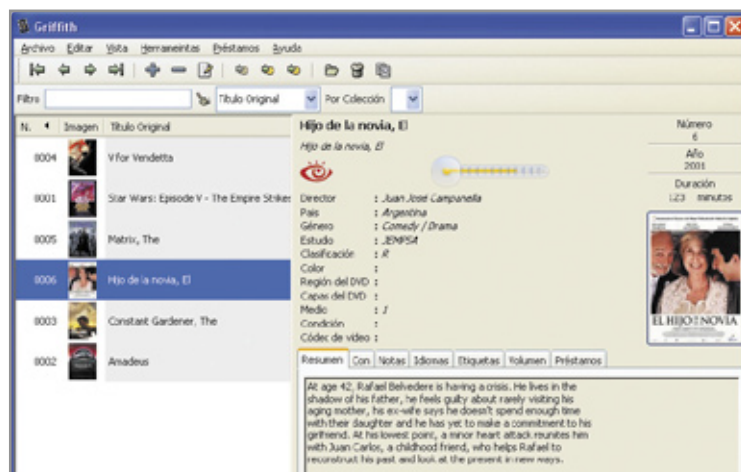 Griffith
Archivo Editar Vista Herramientas Préstamos Ayuda
Filtro Título Original Por Colección
N. Imagen Título Original
0004 V for Vendetta
0001 Star Wars: Episode V - The Empire Strikes
0005 Matrix, The
0006 Hijo de la novia, El
0003 Constant Gardener, The
0002 Amadeus
Hijo de la novia, El
Hijo de la novia, El
Número
6
Año
2001
Duración
123 minutos
Director : Juan José Campanella
País : Argentina
Género : Comedy / Drama
Estudio : JEMPSA
Clasificación : R
Color :
Región del DVD :
Capas del DVD :
Medio : 1
Condición :
Códec de video :
EL HIJO DE LA NOVIA
Resumen Con Notas Idiomas Etiquetas Volumen Préstamos
At age 42, Rafael Belvedere is having a crisis. He lives in the
shadow of his father, he feels guilty about rarely visiting his
aging mother, his ex-wife says he doesn't spend enough time
with their daughter and he has yet to make a commitment to his
girlfriend. At his lowest point, a minor heart attack reunites him
with Juan Carlos, a childhood friend, who helps Rafael to
reconstruct his past and look at the present in new ways.